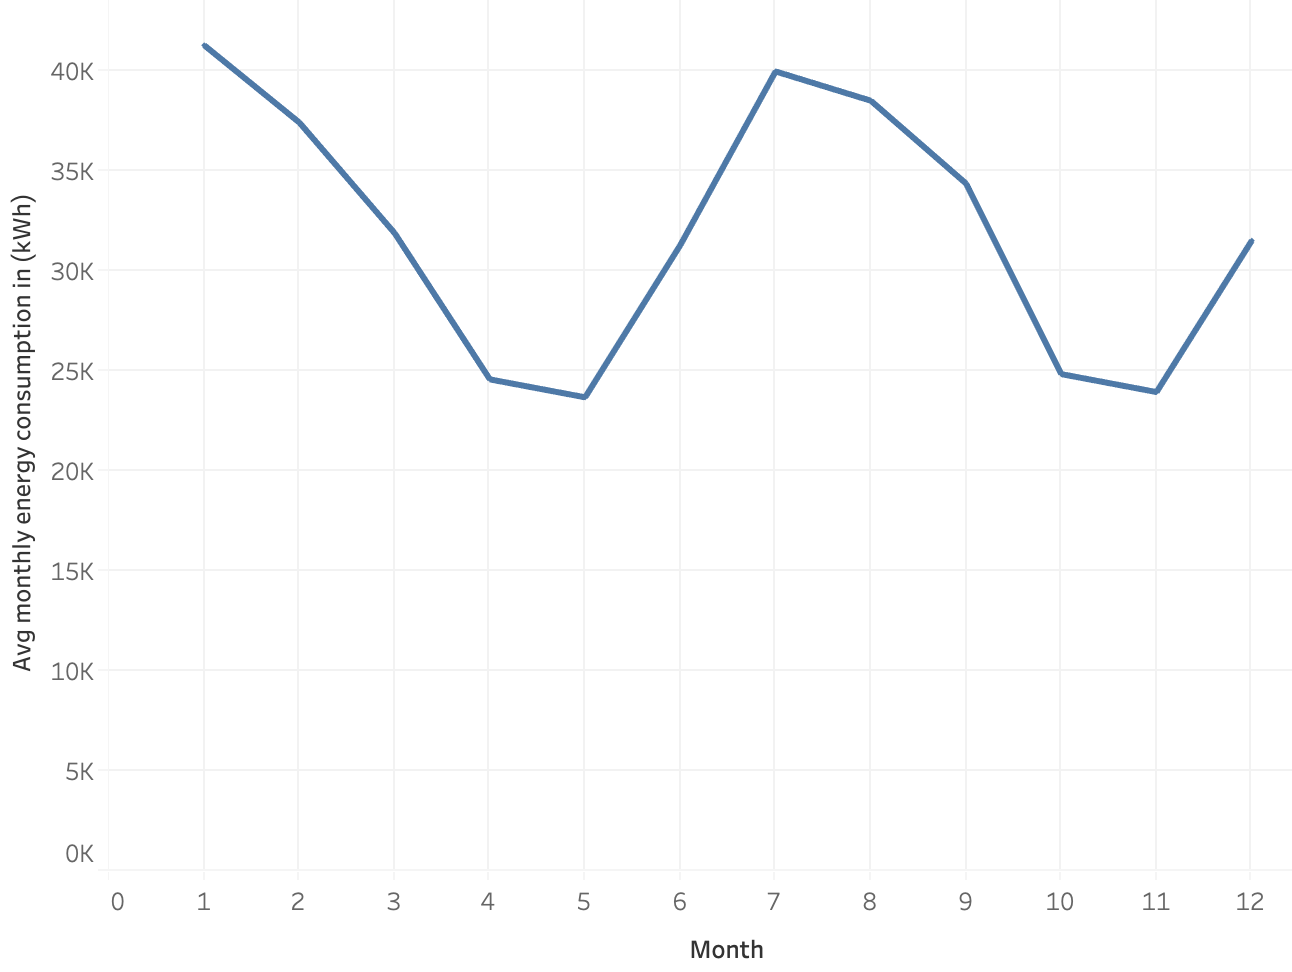 Avg monthly energy consumption in (kWh)
40K
35K
30K
25K
20K
15K
10K
5K
0K
0 1 2 3 4 5 6 7 8 9 10 11 12
Month